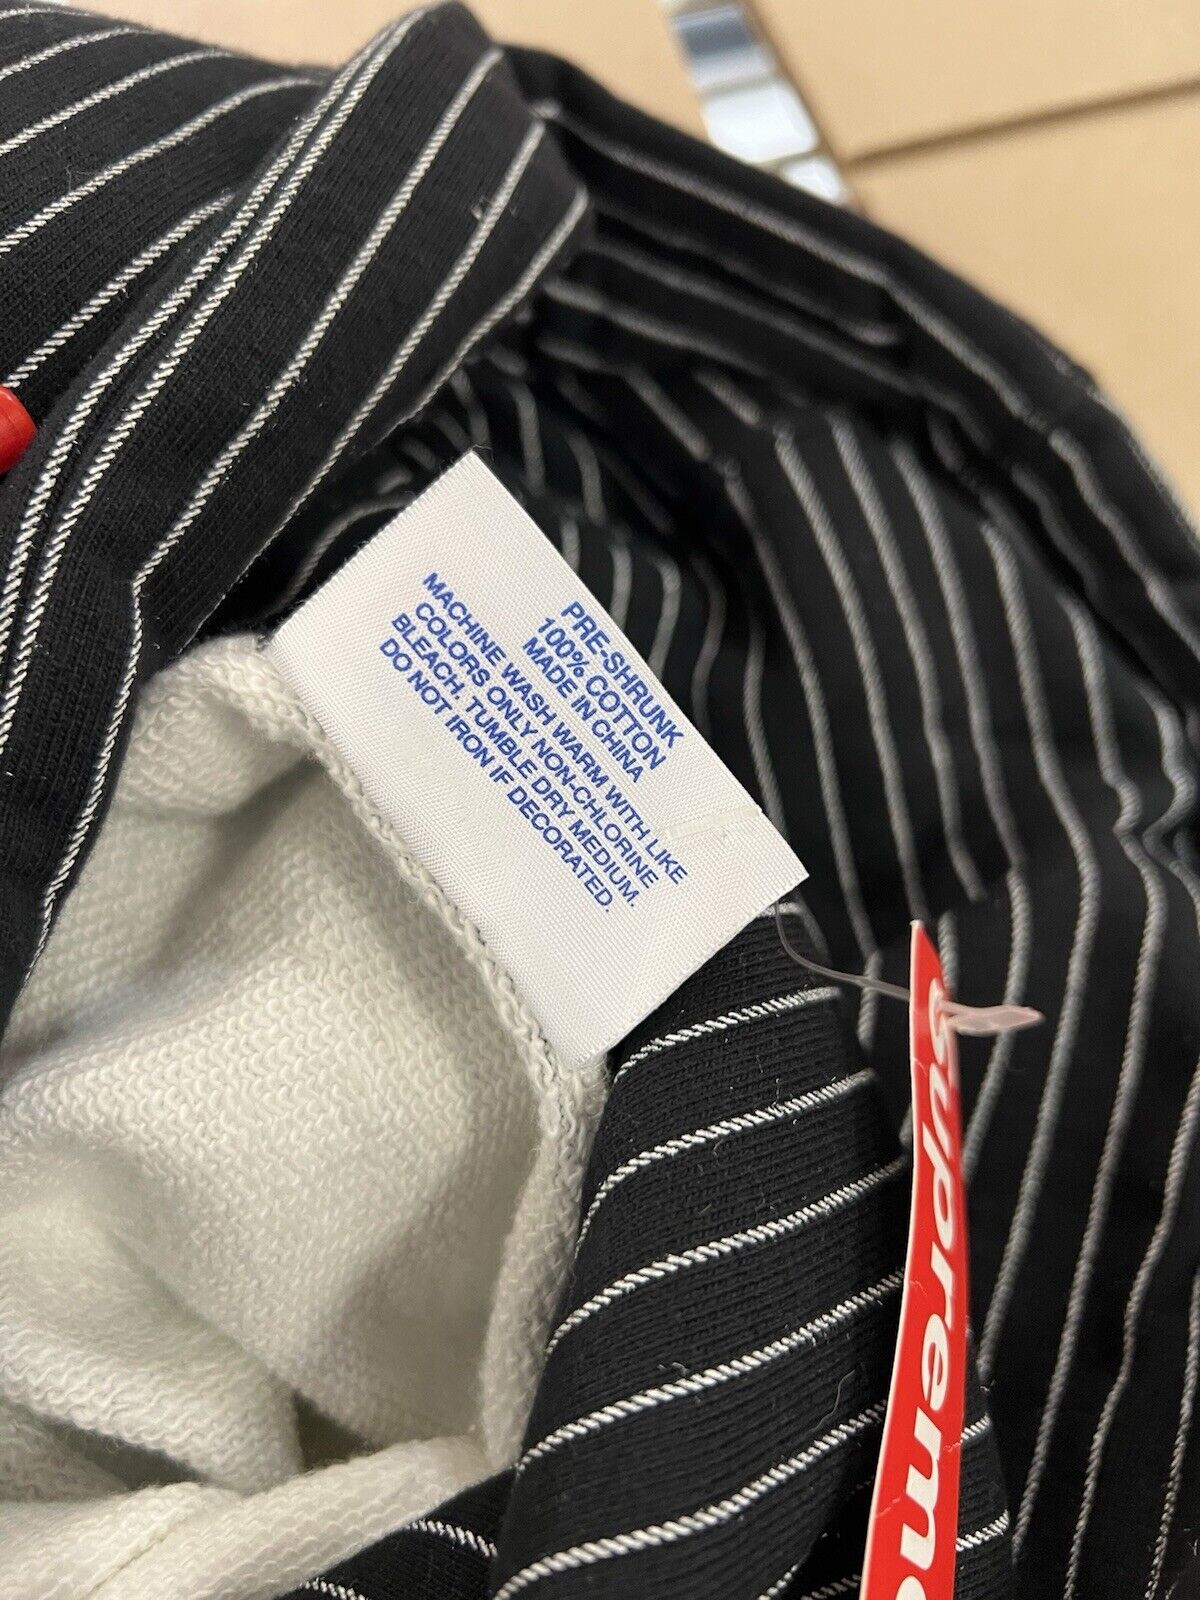 PRE-SHRUNK
100% COTTON
MADE IN CHINA
MACHINE WASH WARM WITH LIKE
COLORS ONLY NON-CHLORINE
BLEACH, TUMBLE DRY MEDIUM.
DO NOT IRON IF DECORATED.
Supreme